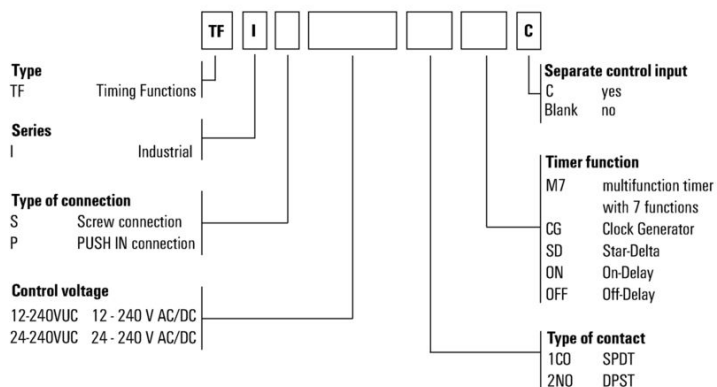 TF I C
Type
TF Timing Functions
Series
I Industrial
Type of connection
S Screw connection
P PUSH IN connection
Control voltage
12-240VUC 12 - 240 V AC/DC
24-240VUC 24 - 240 V AC/DC
Separate control input
C yes
Blank no
Timer function
M7 multifunction timer
with 7 functions
CG Clock Generator
SD Star-Delta
ON On-Delay
OFF Off-Delay
Type of contact
1CO SPDT
2NO DPST